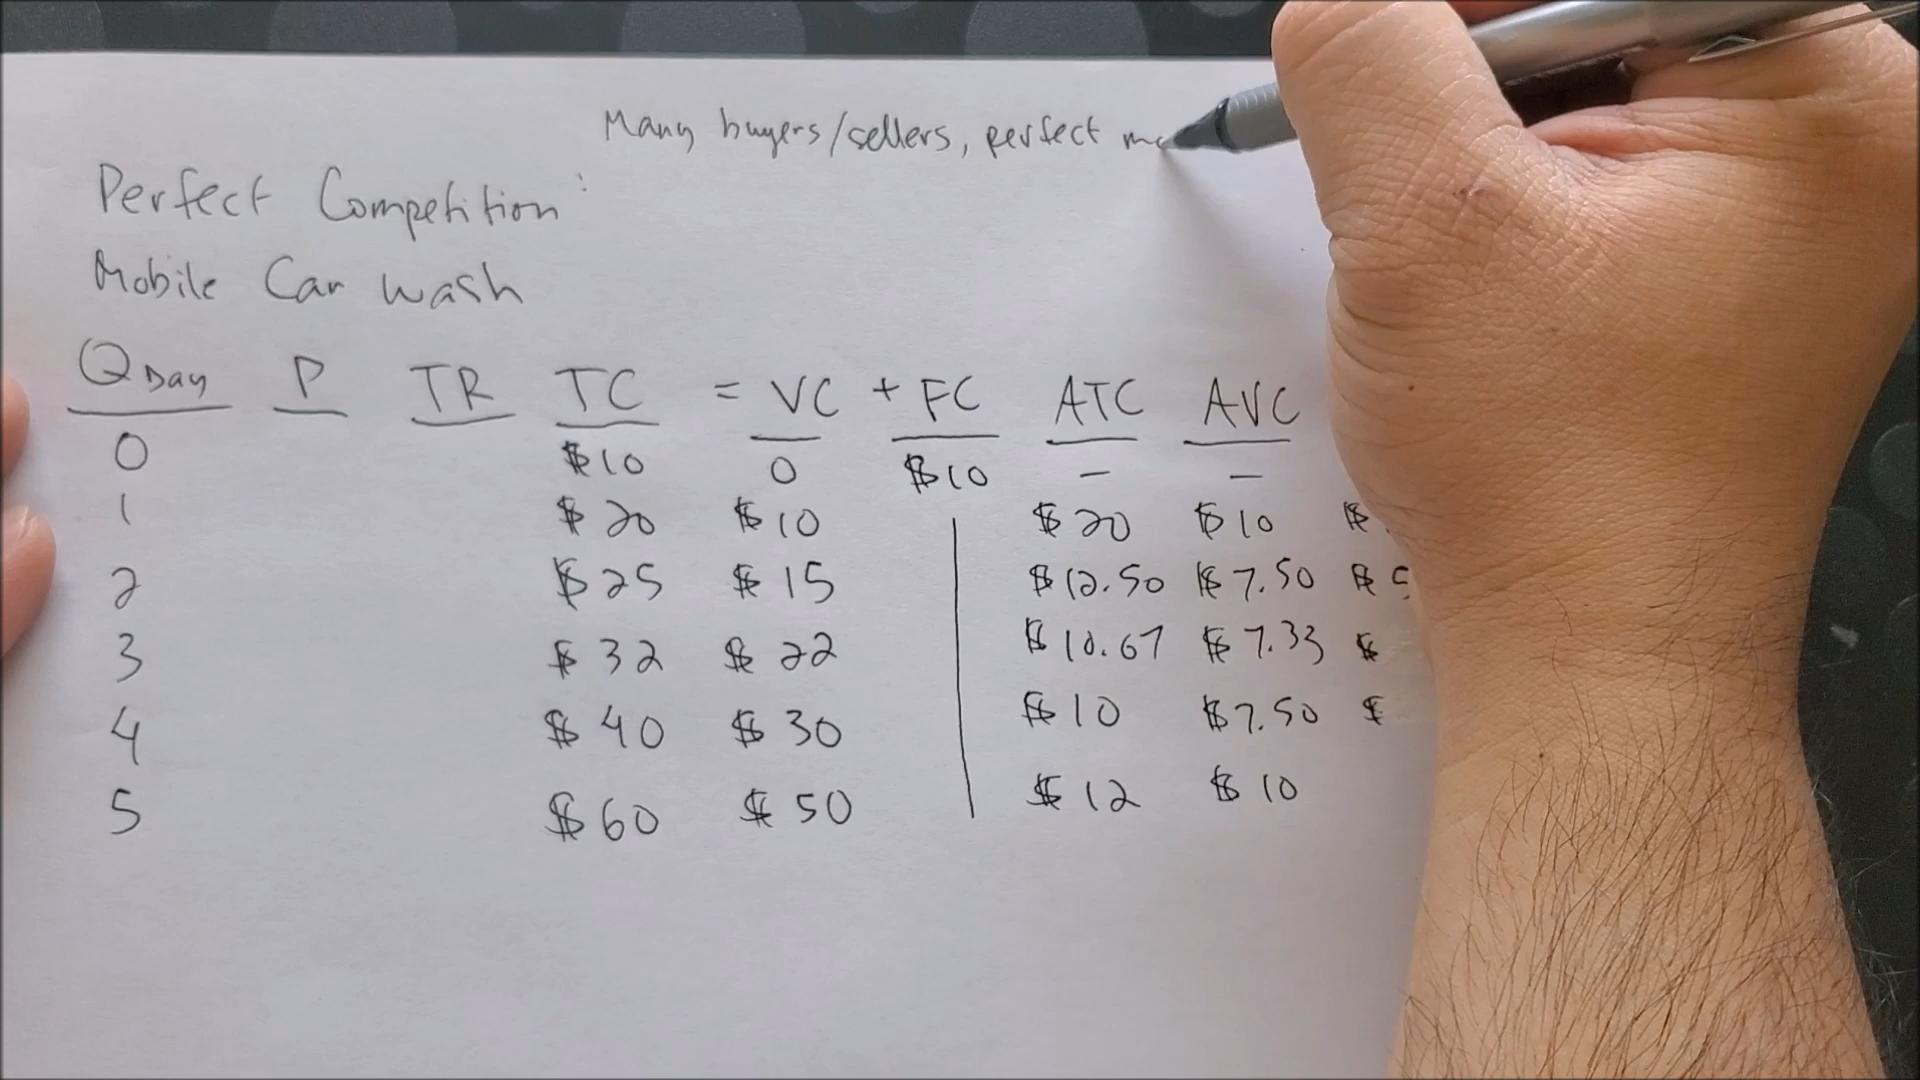 Many buyers/sellers, perfect
Perfect Competition:
Mobile Car Wash
Q Day P TR TC = VC + FC ATC AVC
0 $10 0 $10 - -
1 $20 $10 $20 $10 $
2 $25 $15 $12.50 $7.50 $5
3 $32 $22 $10.67 $7.33 $
4 $40 $30 $10 $7.50 $
5 $60 $50 $12 $10